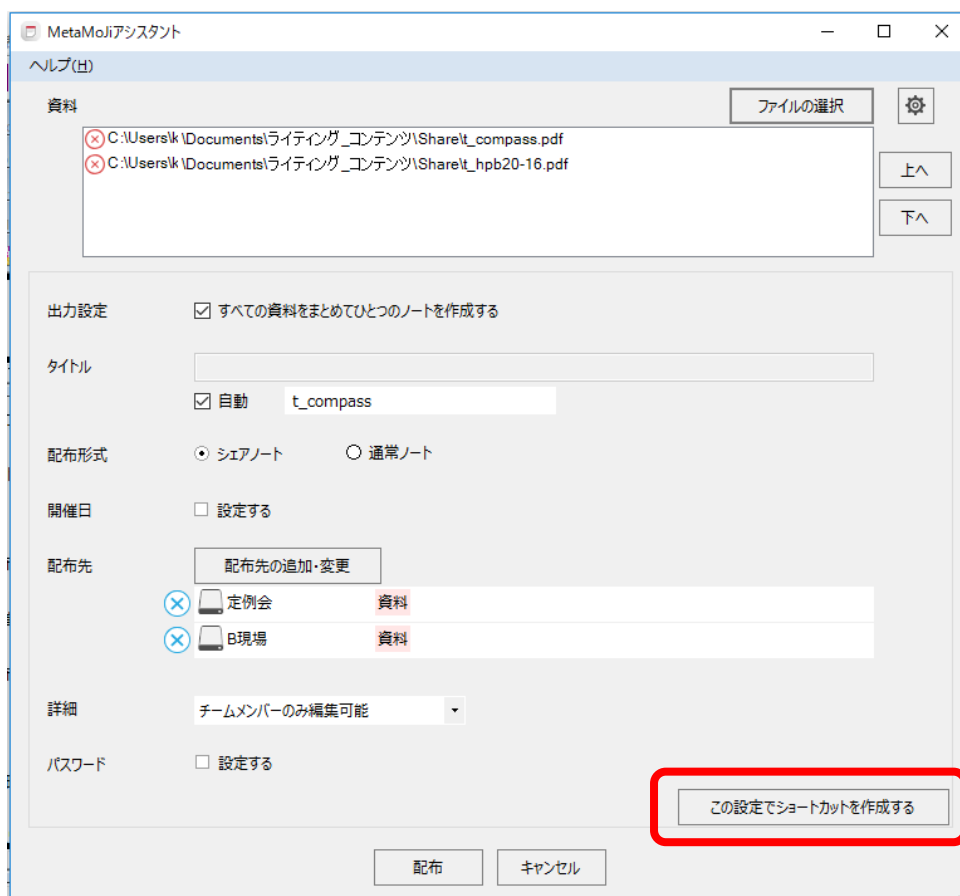 MetaMoJiアシスタント
ヘルプ(H)
資料 ファイルの選択
C:\Users\k \Documents\ライティング_コンテンツ\Share\t_compass.pdf
C:\Users\k \Documents\ライティング_コンテンツ\Share\t_hpb20-16.pdf
上へ
下へ
出力設定 すべての資料をまとめてひとつのノートを作成する
タイトル
自動 t_compass
配布形式 シェアノート 通常ノート
開催日 設定する
配布先 配布先の追加・変更
定例会 資料
B現場 資料
詳細 チームメンバーのみ編集可能
パスワード 設定する
この設定でショートカットを作成する
配布 キャンセル